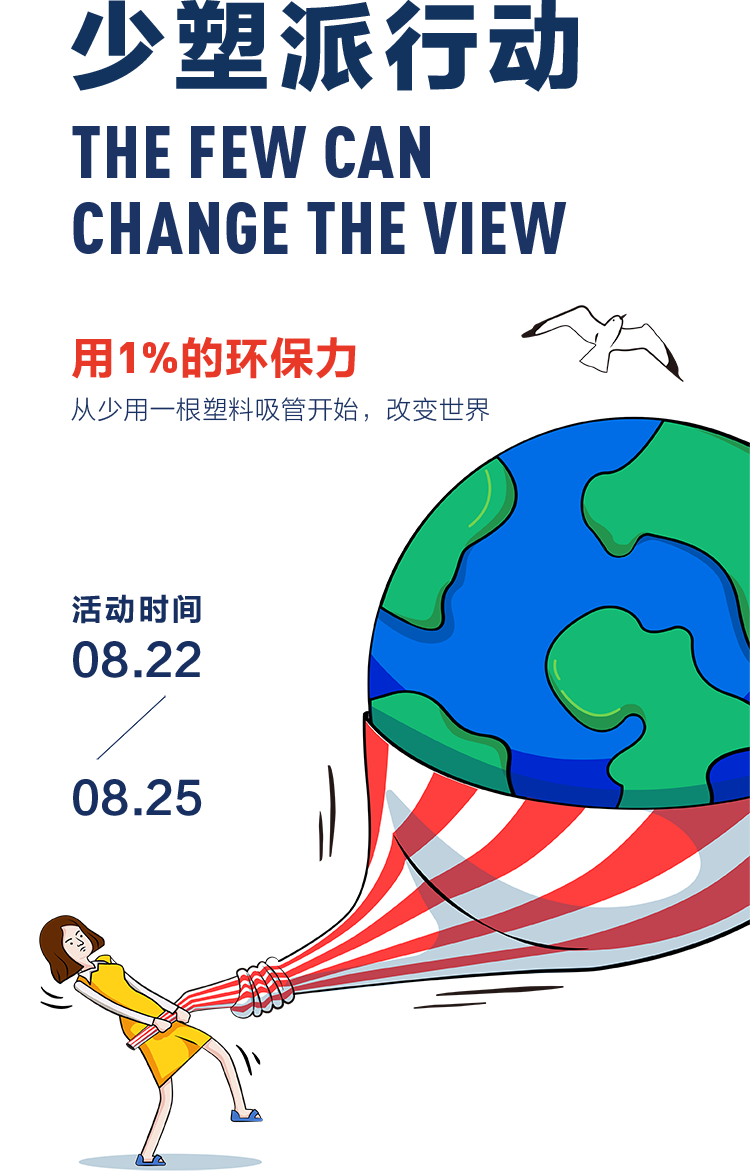 少塑派行动
THE FEW CAN
CHANGE THE VIEW
用1%的环保力
从少用一根塑料吸管开始，改变世界
活动时间
08.22
08.25